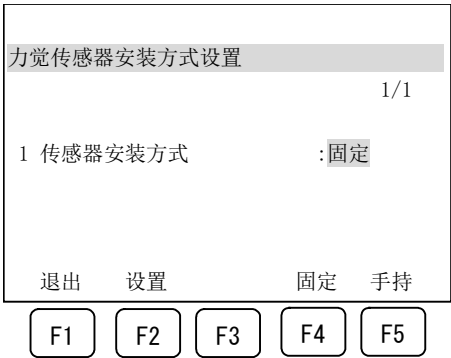 力觉传感器安装方式设置
1/1
1 传感器安装方式 :固定
退出 设置 固定 手持
F1 F2 F3 F4 F5